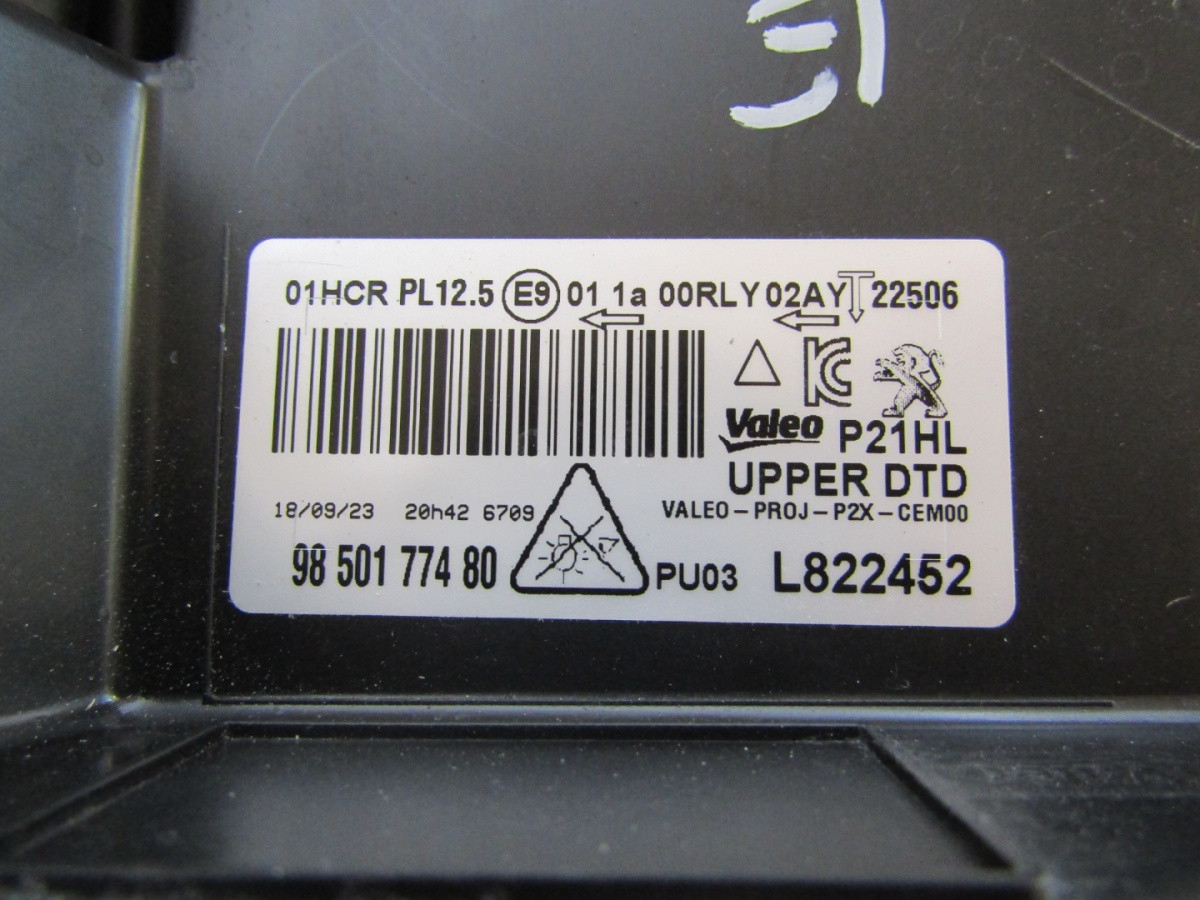 01HCR PL12.5 E9 01 1a 00RLY 02AY 22506
KC
Valeo P21HL
UPPER DTD
18/09/23 20h42 6709 VALEO-PROJ-P2X-CEM00
98 501 774 80 PU03 L822452